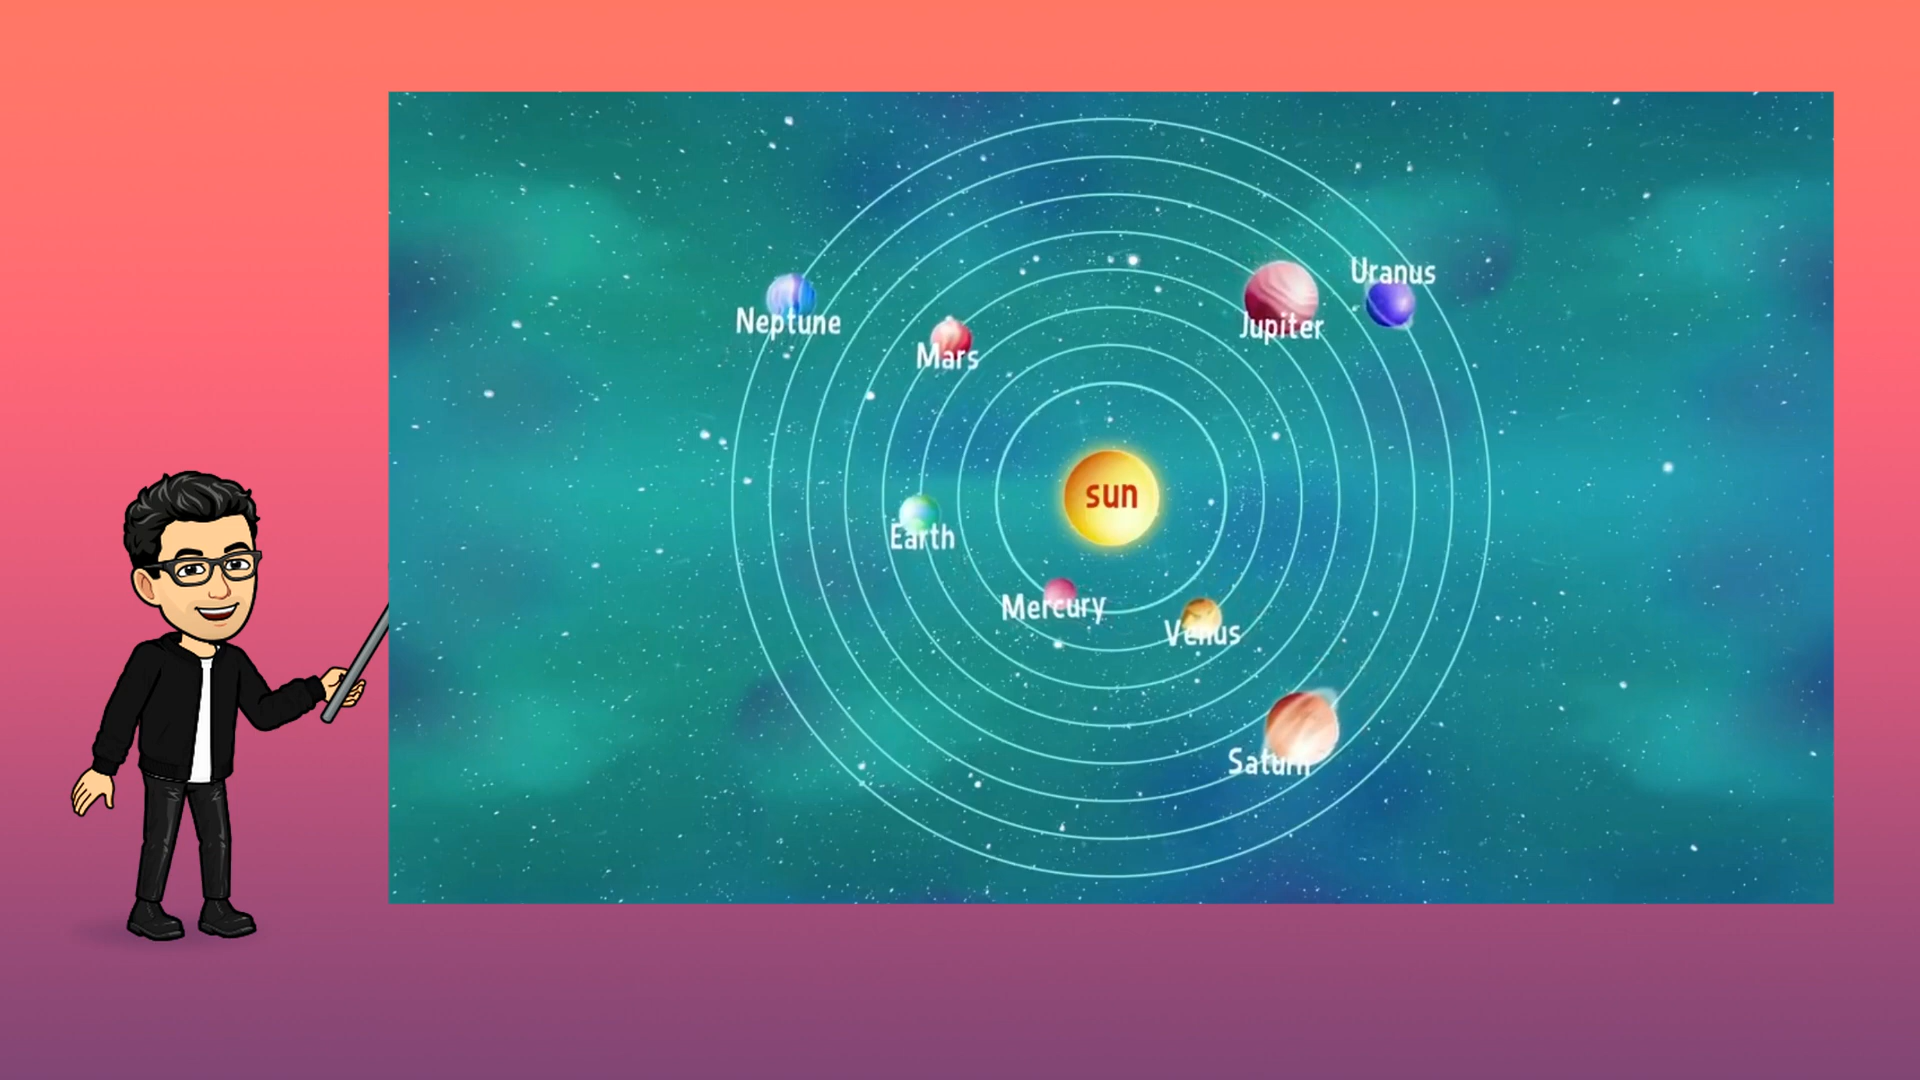 Uranus
Neptune
Jupiter
Mars
sun
Earth
Mercury
Venus
Saturn